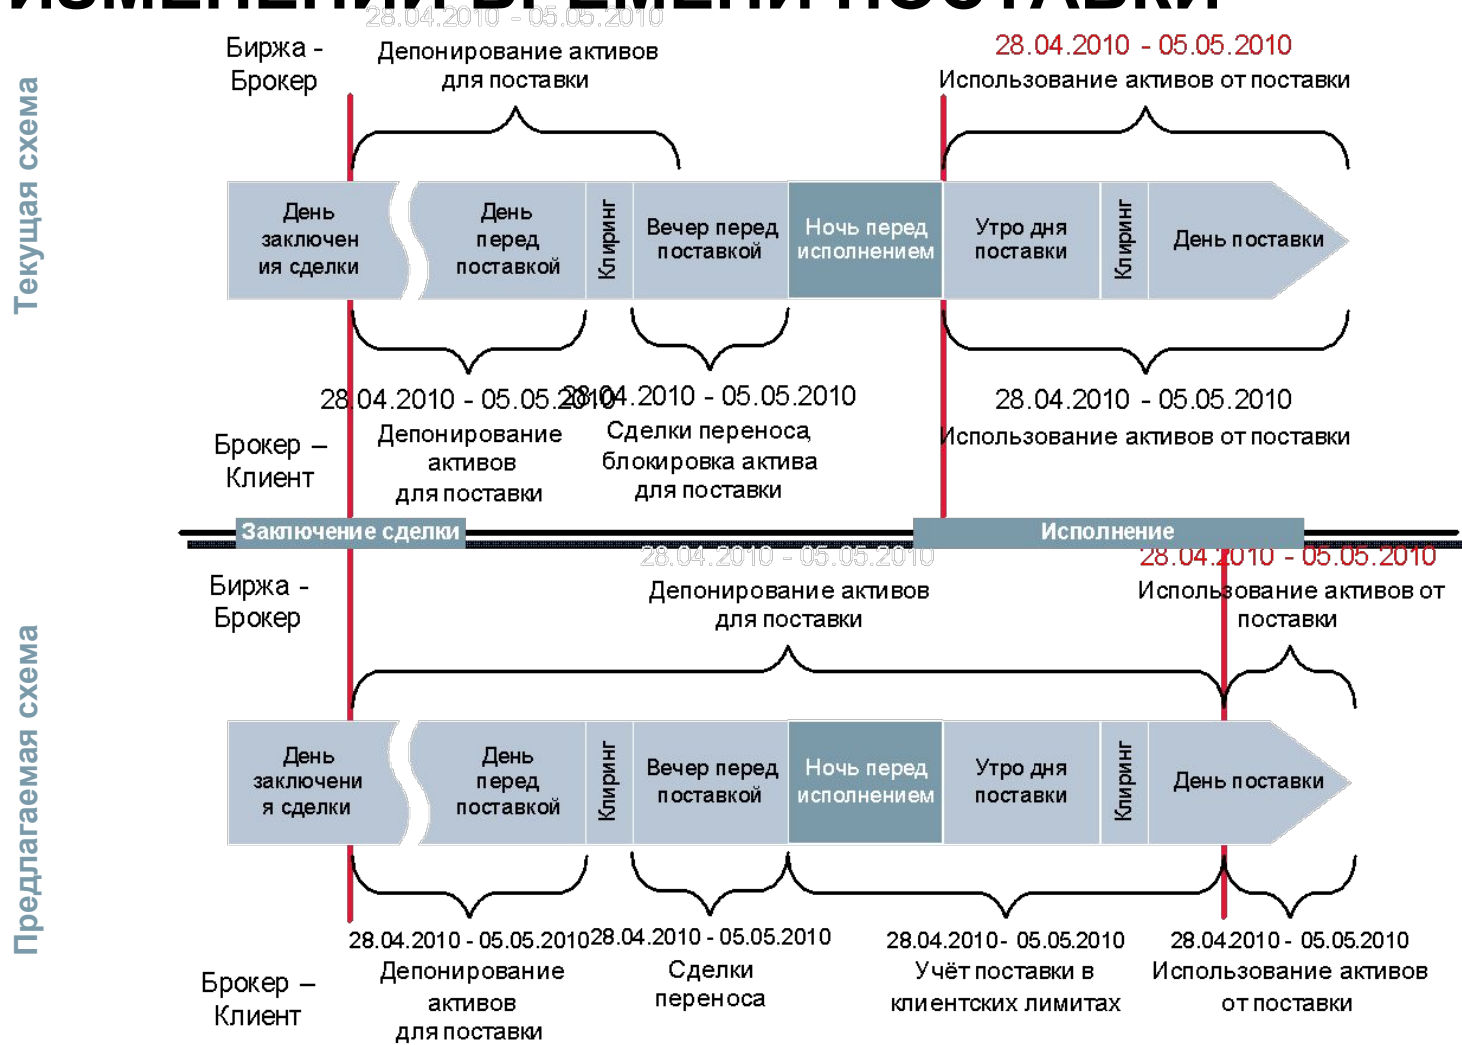 ИЗМЕНЕНИИ ВРЕМЕНИ ПОСТАВКИ
28.04.2010 - 05.05.2010
Биржа -
Брокер
Депонирование активов
для поставки
28.04.2010 - 05.05.2010
Использование активов от поставки
Текущая схема
День
заключен
ия сделки
День
перед
поставкой
Клиринг
Вечер перед
поставкой
Ночь перед
исполнением
Утро дня
поставки
Клиринг
День поставки
28.04.2010 - 05.05.2010
28.04.2010 - 05.05.2010
28.04.2010 - 05.05.2010
Брокер –
Клиент
Депонирование
активов
для поставки
Сделки переноса,
блокировка актива
для поставки
Использование активов от поставки
Заключение сделки
Исполнение
28.04.2010 - 05.05.2010
28.04.2010 - 05.05.2010
Биржа -
Брокер
Депонирование активов
для поставки
Использование активов от
поставки
Предлагаемая схема
День
заключени
я сделки
День
перед
поставкой
Клиринг
Вечер перед
поставкой
Ночь перед
исполнением
Утро дня
поставки
Клиринг
День поставки
28.04.2010 - 05.05.2010
28.04.2010 - 05.05.2010
28.04.2010 - 05.05.2010
28.04.2010 - 05.05.2010
Брокер –
Клиент
Депонирование
активов
для поставки
Сделки
переноса
Учёт поставки в
клиентских лимитах
Использование активов
от поставки